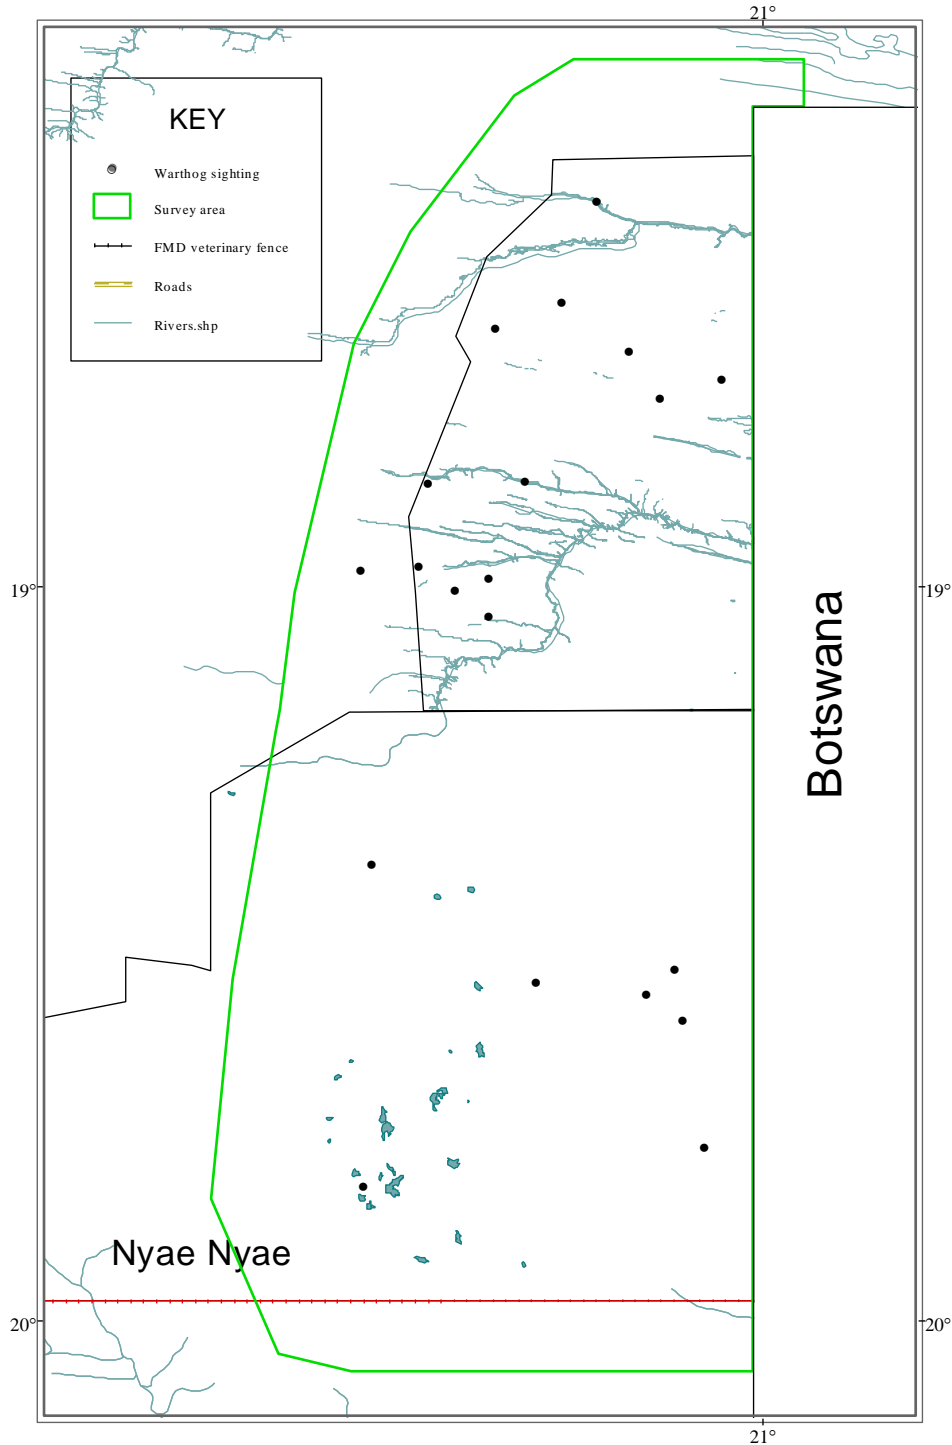 21°
KEY
Warthog sighting
Survey area
FMD veterinary fence
Roads
Rivers.shp
19°
19°
Botswana
Nyae Nyae
20°
20°
21°